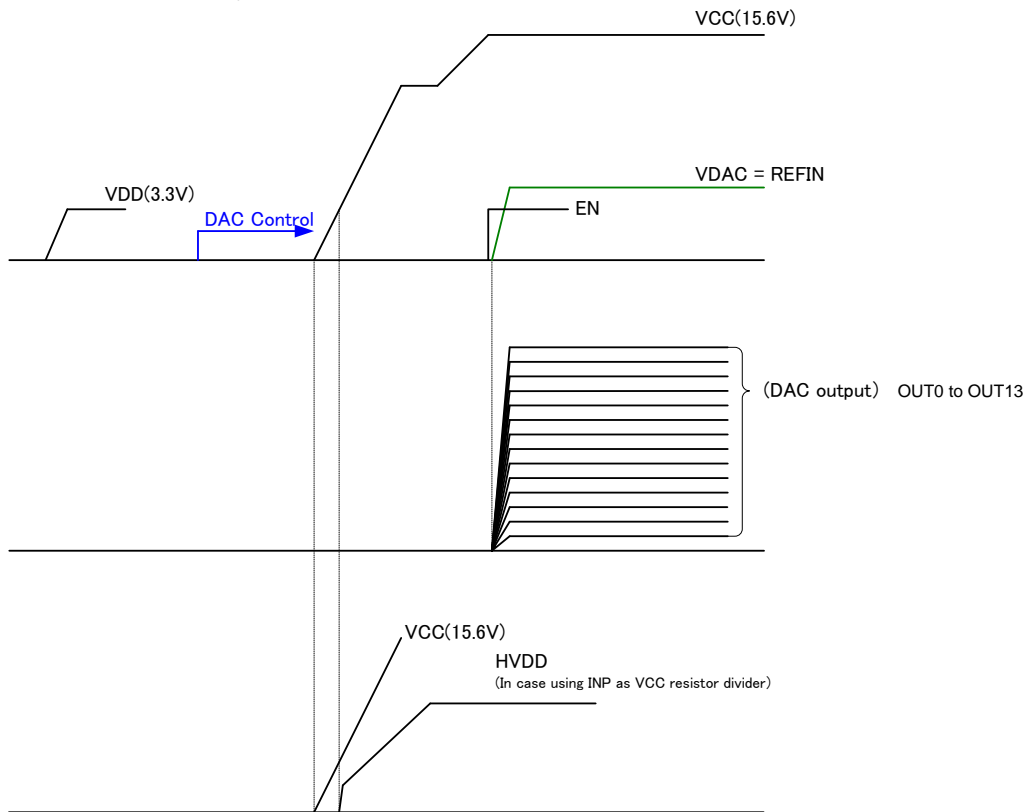 VCC(15.6V)
VDD(3.3V)
DAC Control
VDAC = REFIN
EN
(DAC output) OUT0 to OUT13
VCC(15.6V)
HVDD
(In case using INP as VCC resistor divider)